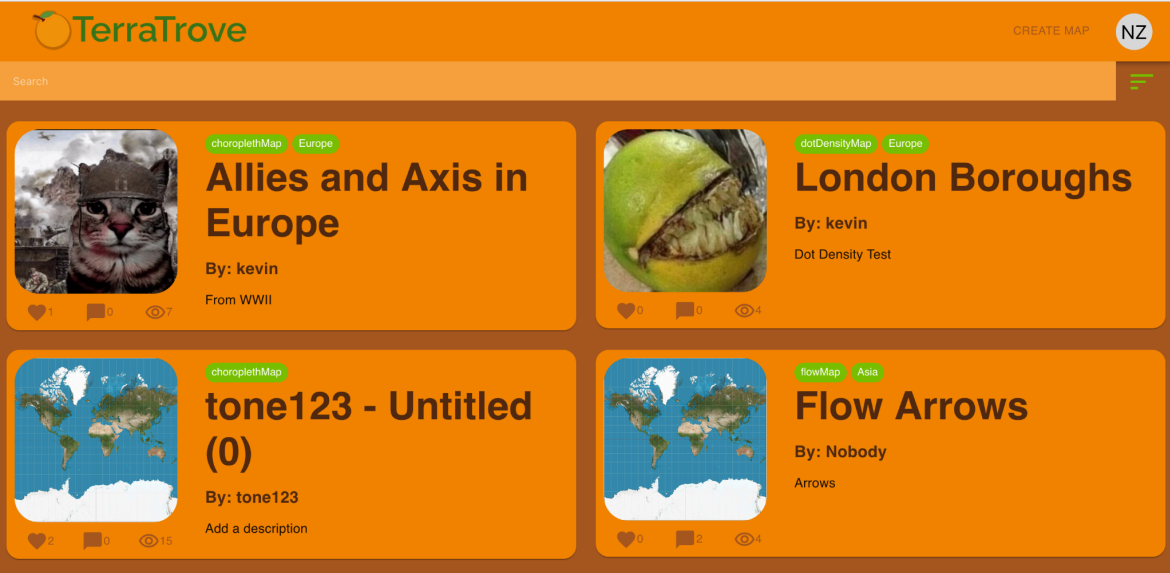 TerraTrove
CREATE MAP
NZ
Search
choroplethMap Europe
Allies and Axis in
Europe
By: kevin
From WWII
1 0 7
dotDensityMap Europe
London Boroughs
By: kevin
Dot Density Test
0 0 4
choroplethMap
tone123 - Untitled
(0)
By: tone123
Add a description
2 0 15
flowMap Asia
Flow Arrows
By: Nobody
Arrows
0 2 4